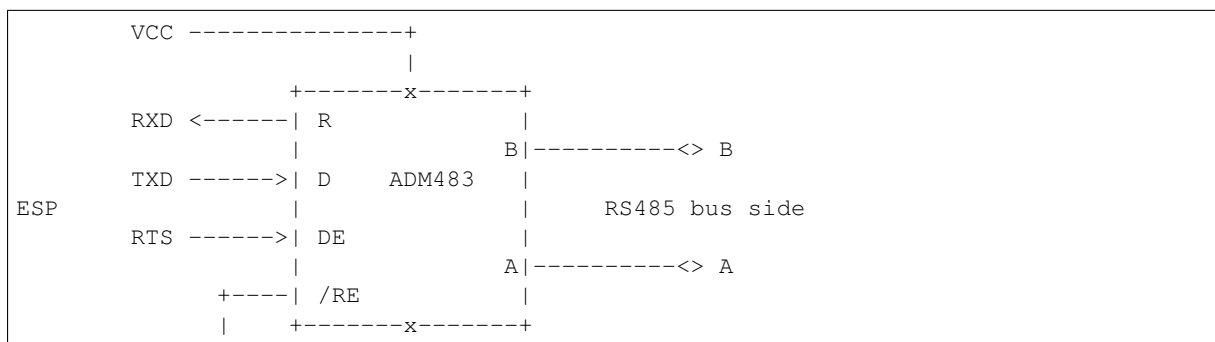 VCC ---------------+
|
+-------x-------+
RXD <------| R |
| B|----------<> B
TXD ------>| D ADM483 |
ESP | | RS485 bus side
RTS ------>| DE |
| A|----------<> A
+----| /RE |
| +-------x-------+